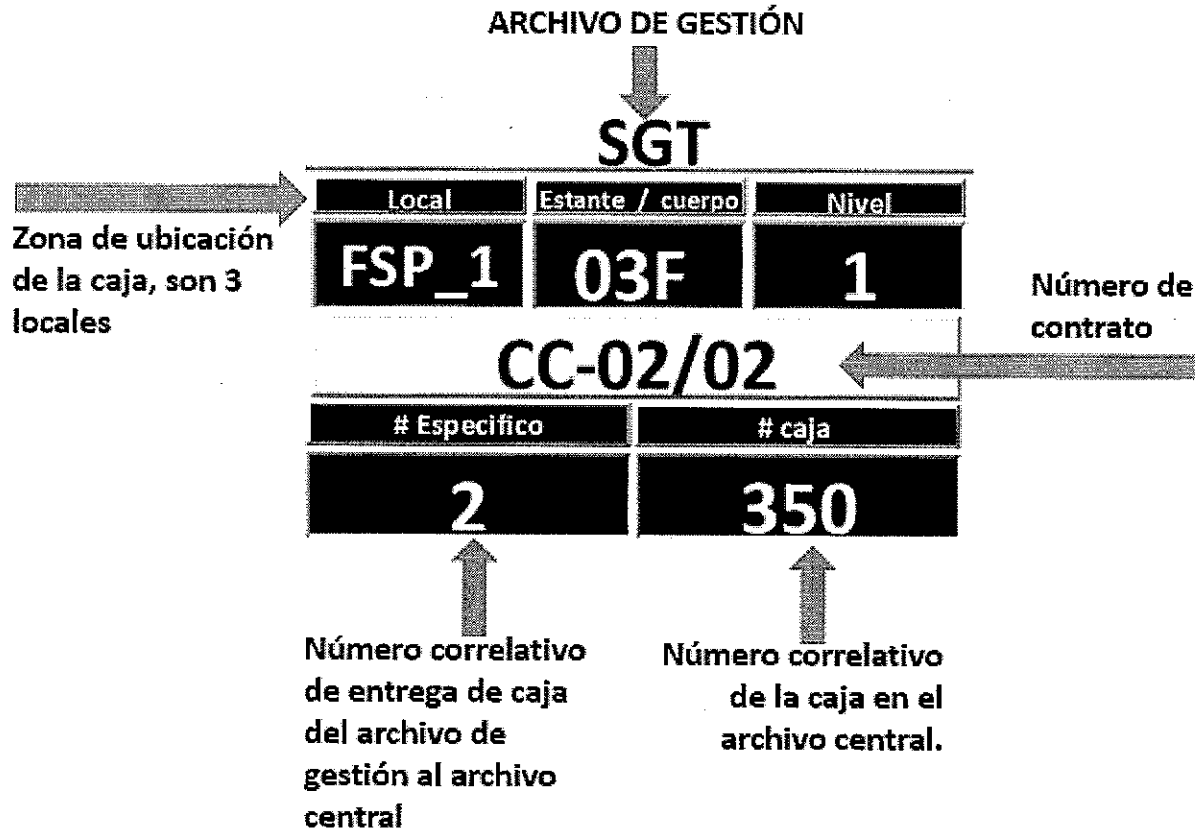 ARCHIVO DE GESTIÓN
SGT
Local Estante / cuerpo Nivel
FSP_1 03F 1
Zona de ubicación
de la caja, son 3
locales
Número de
contrato
CC-02/02
# Especifico # caja
2 350
Número correlativo
de entrega de caja
del archivo de
gestión al archivo
central
Número correlativo
de la caja en el
archivo central.